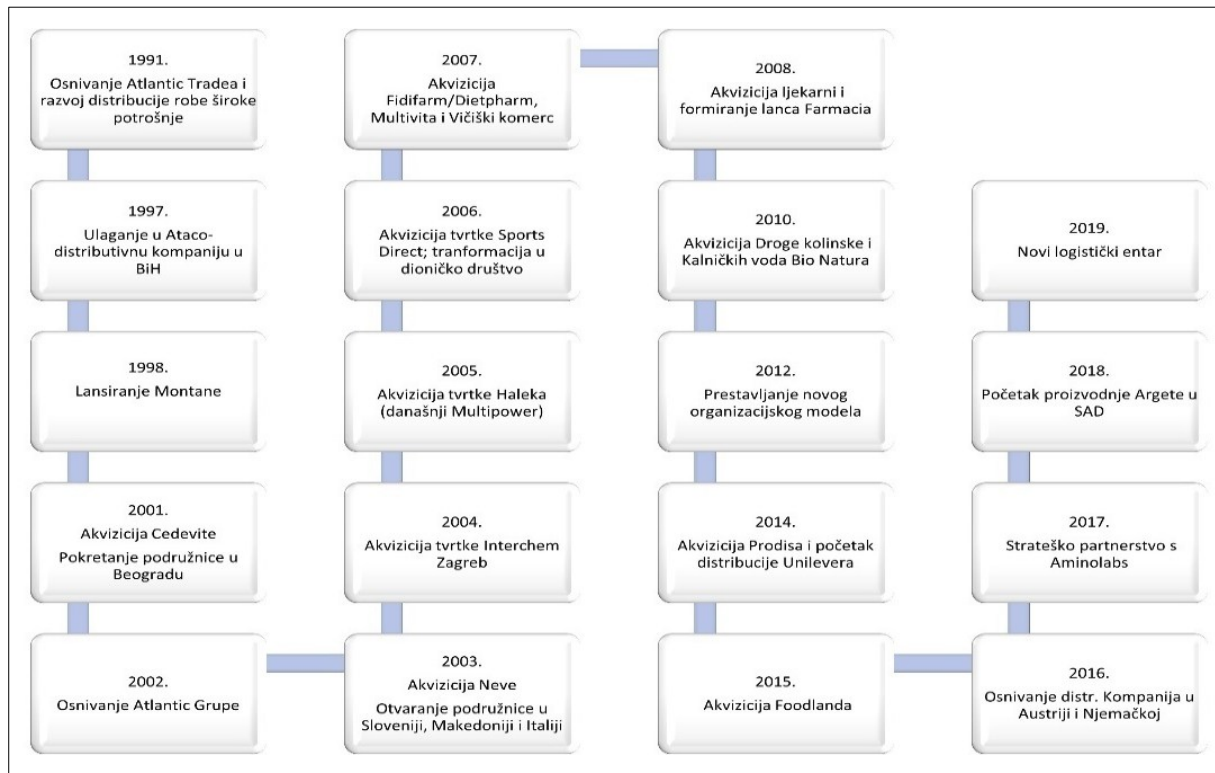 1991.
Osnivanje Atlantic Tradea i
razvoj distribucije robe široke
potrošnje
1997.
Ulaganje u Ataco-
distributivnu kompaniju u
BiH
1998.
Lansiranje Montane
2001.
Akvizicija Cedevite
Pokretanje podružnice u
Beogradu
2002.
Osnivanje Atlantic Grupe
2003.
Akvizicija Neve
Otvaranje podružnice u
Sloveniji, Makedoniji i Italiji
2004.
Akvizicija tvrtke Interchem
Zagreb
2005.
Akvizicija tvrtke Haleka
(današnji Multipower)
2006.
Akvizicija tvrtke Sports
Direct; tranformacija u
dioničko društvo
2007.
Akvizicija
Fidifarm/Dietpharm,
Multivita i Vičiški komerc
2008.
Akvizicija ljekarni i
formiranje lanca Farmacia
2010.
Akvizicija Droge kolinske i
Kalničkih voda Bio Natura
2012.
Prestavljanje novog
organizacijskog modela
2014.
Akvizicija Prodisa i početak
distribucije Unilevera
2015.
Akvizicija Foodlanda
2016.
Osnivanje distr. Kompanija u
Austriji i Njemačkoj
2017.
Strateško partnerstvo s
Aminolabs
2018.
Početak proizvodnje Argete u
SAD
2019.
Novi logistički entar